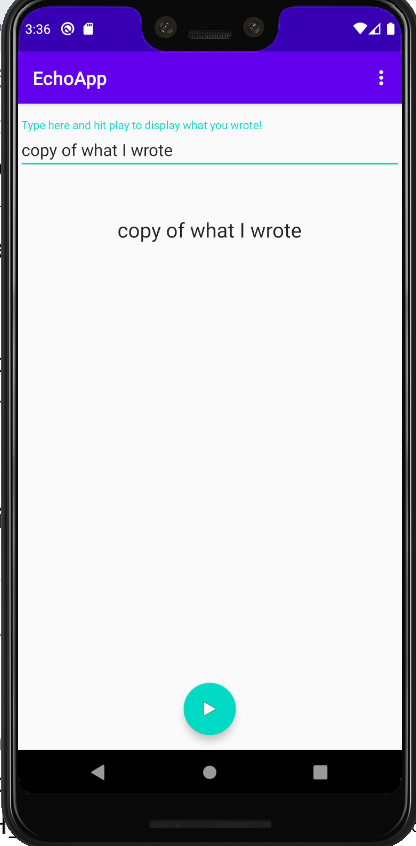 3:36
EchoApp
Type here and hit play to display what you wrote!
copy of what I wrote
copy of what I wrote